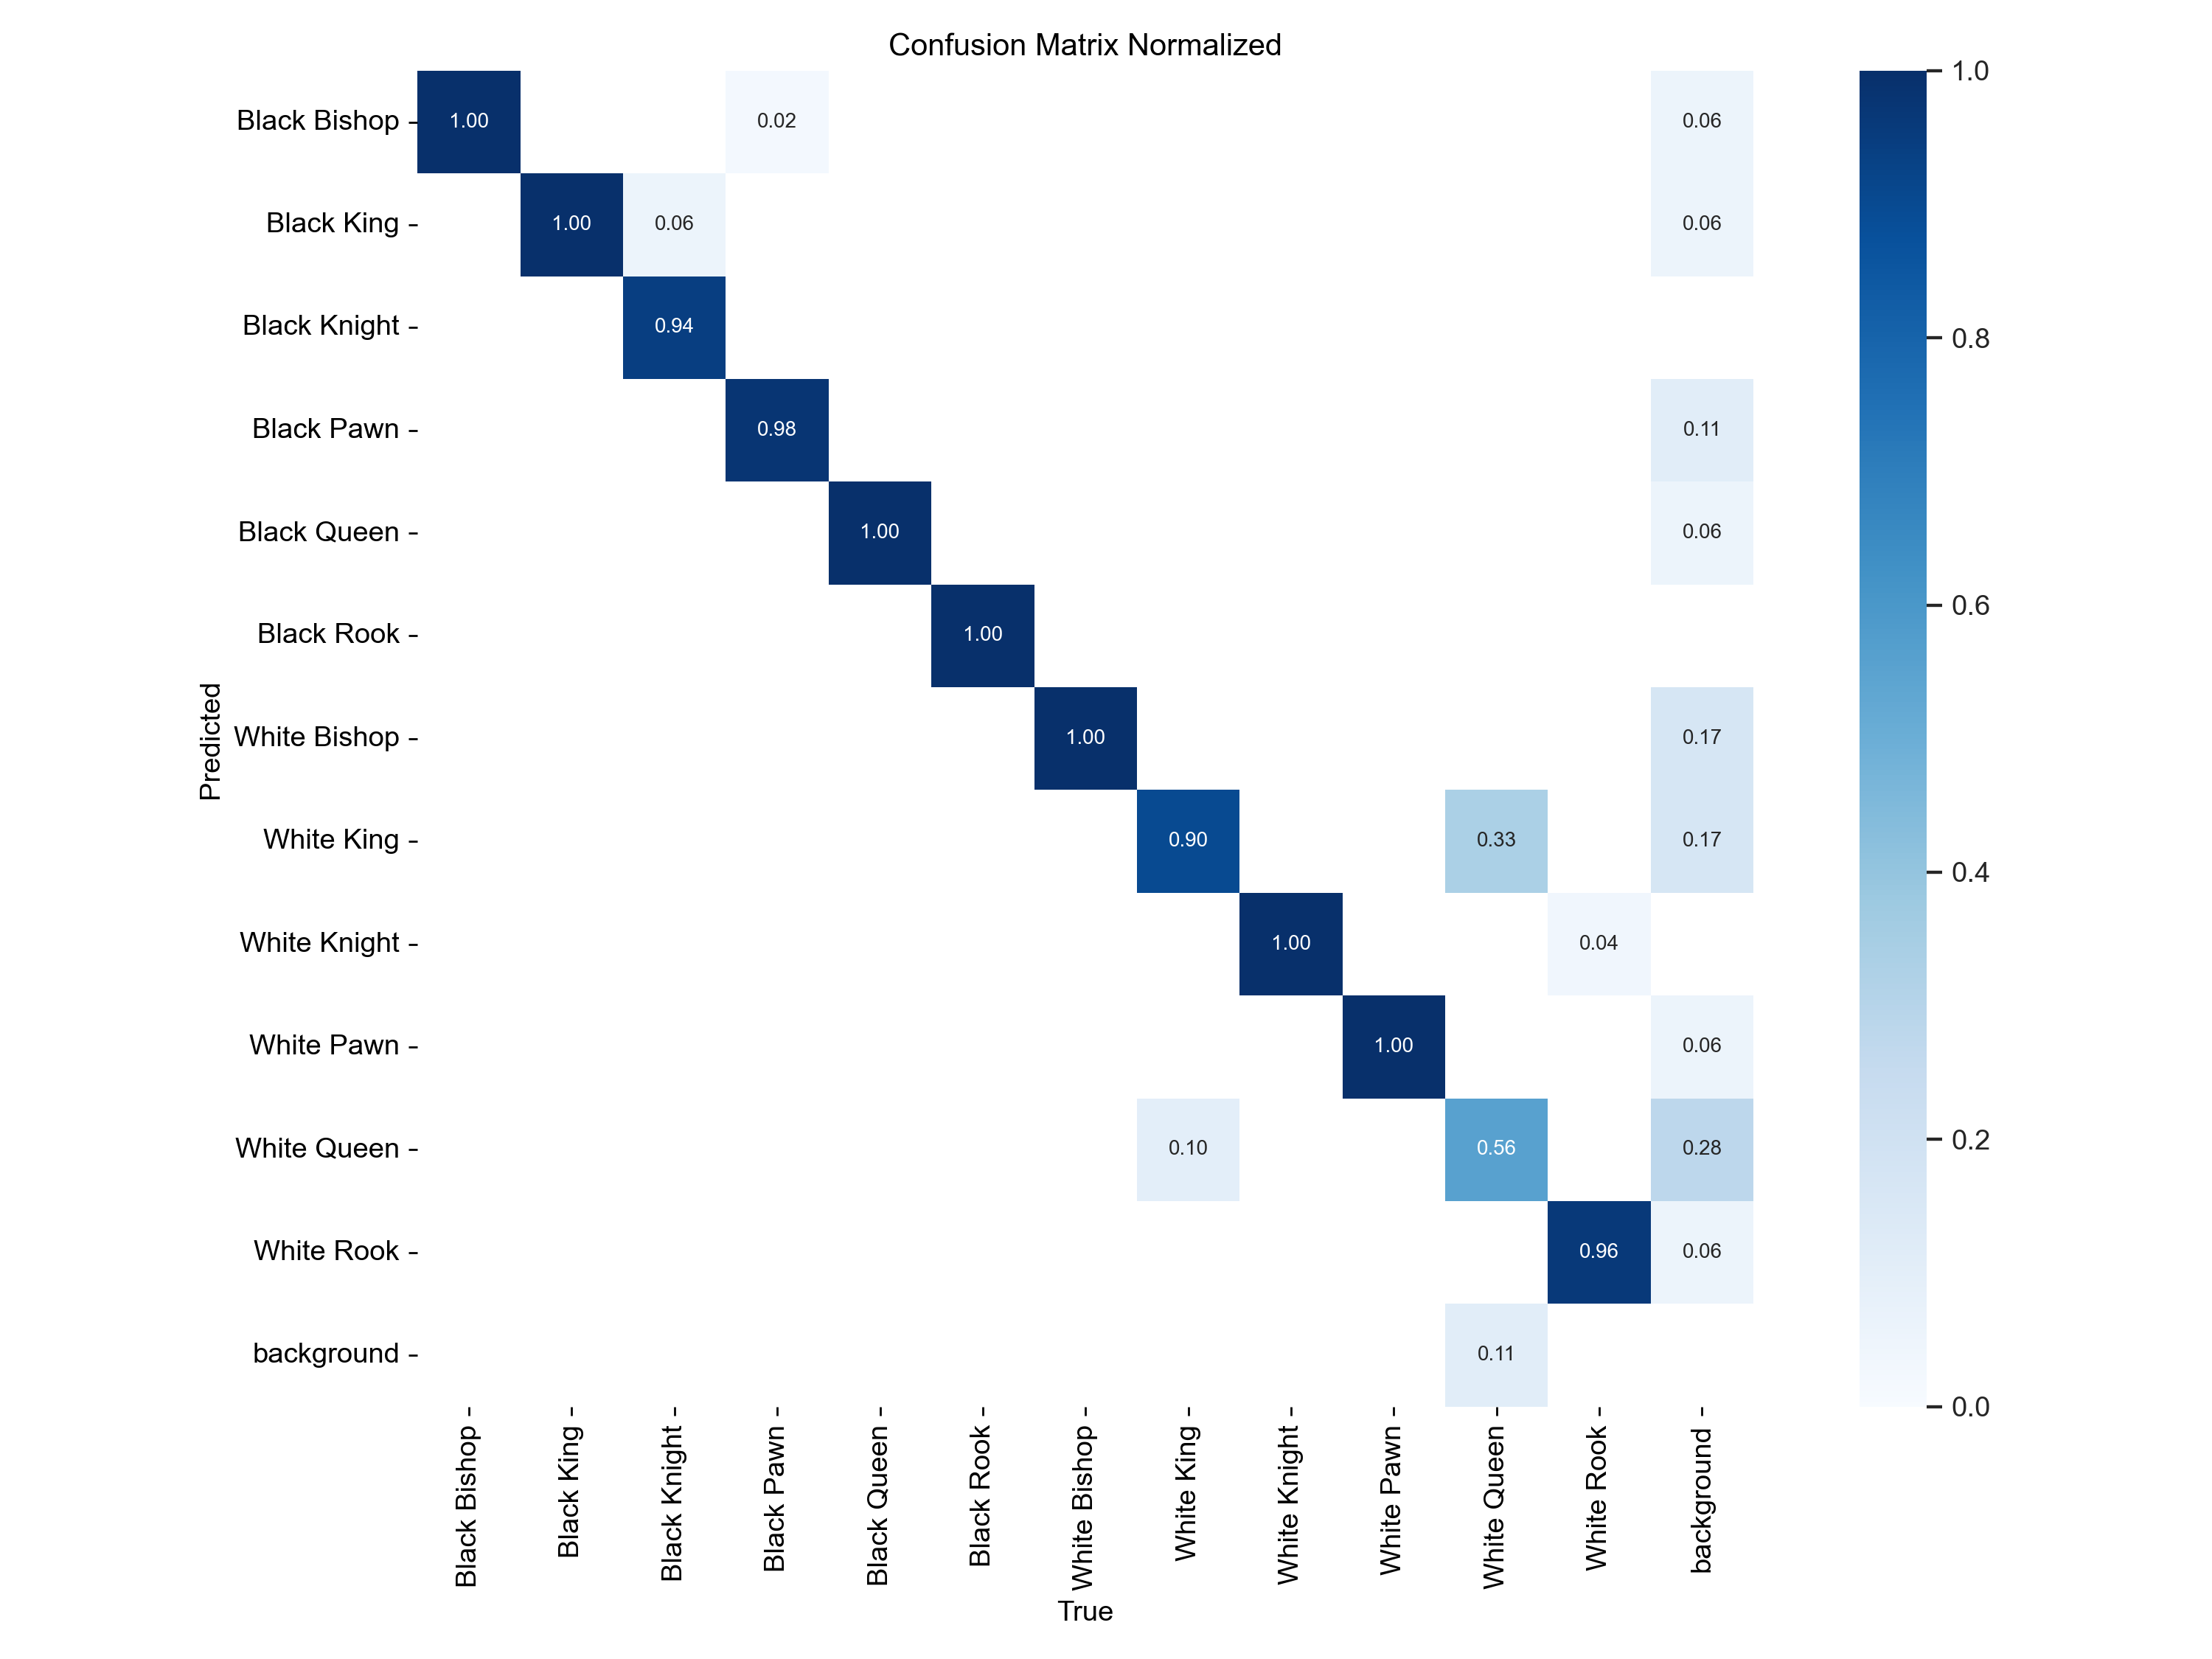 Confusion Matrix Normalized
Predicted
Black Bishop
1.00
0.02
0.06
Black King
1.00
0.06
0.06
Black Knight
0.94
Black Pawn
0.98
0.11
Black Queen
1.00
0.06
Black Rook
1.00
White Bishop
1.00
0.17
White King
0.90
0.33
0.17
White Knight
1.00
0.04
White Pawn
1.00
0.06
White Queen
0.10
0.56
0.28
White Rook
0.96
0.06
background
0.11
Black Bishop
Black King
Black Knight
Black Pawn
Black Queen
Black Rook
White Bishop
White King
White Knight
White Pawn
White Queen
White Rook
background
True
1.0
0.8
0.6
0.4
0.2
0.0